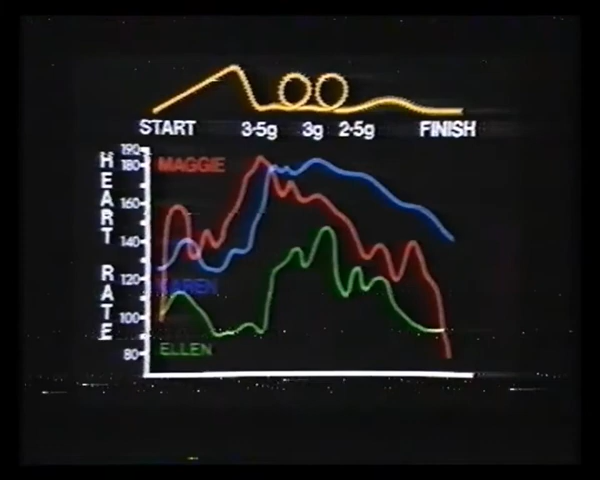 START 3-5g 3g 2-5g FINISH
HEART RATE
190
180
160
140
120
100
80
MAGGIE
KAREN
ELLEN